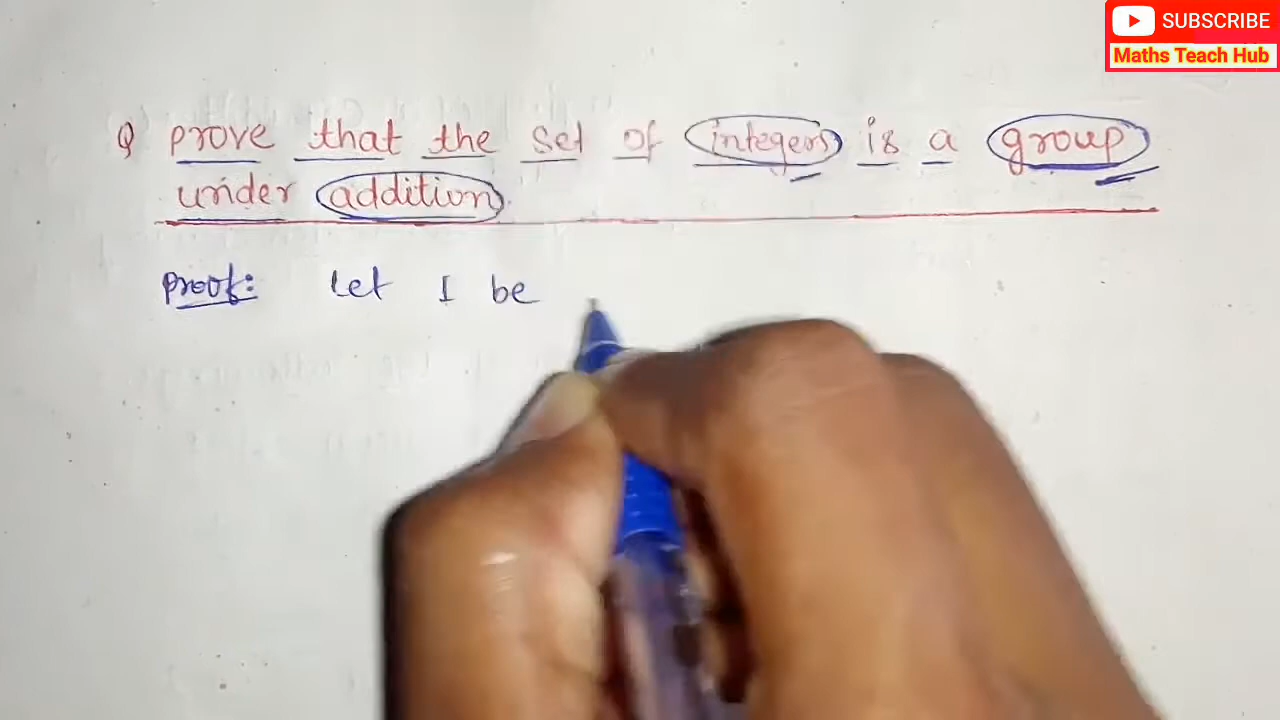 SUBSCRIBE
Maths Teach Hub
Q prove that the set of integers is a group
under addition
Proof: Let I be